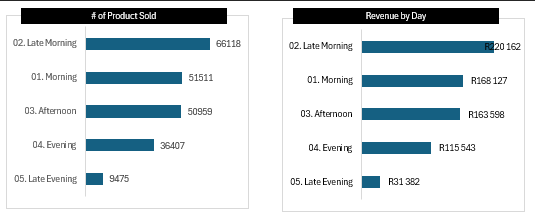 # of Product Sold
02. Late Morning 66118
01. Morning 51511
03. Afternoon 50959
04. Evening 36407
05. Late Evening 9475
Revenue by Day
02. Late Morning R220 162
01. Morning R168 127
03. Afternoon R163 598
04. Evening R115 543
05. Late Evening R31 382